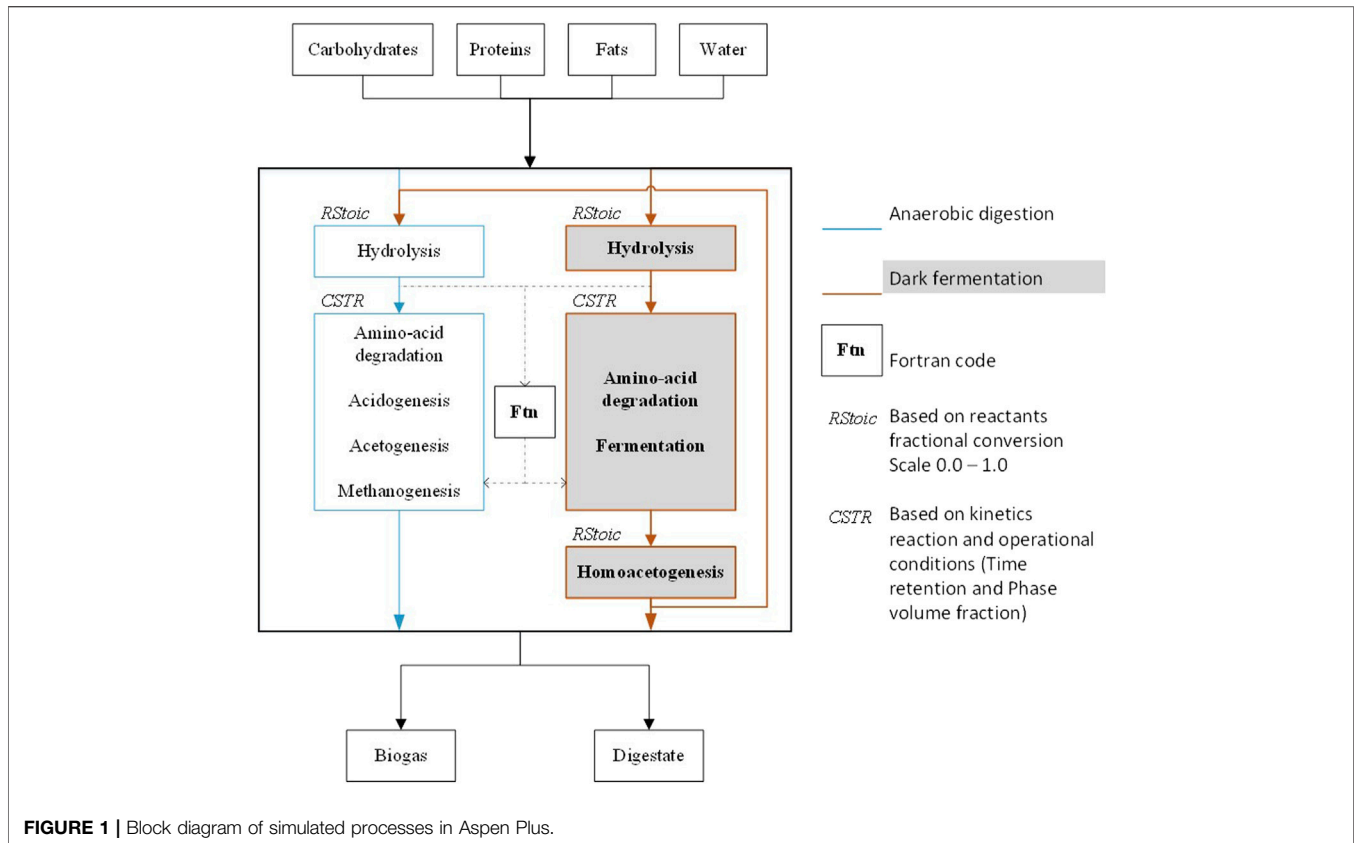 Carbohydrates
Proteins
Fats
Water
RStoic
Hydrolysis
CSTR
Amino-acid
degradation
Acidogenesis
Acetogenesis
Methanogenesis
Ftn
RStoic
Hydrolysis
CSTR
Amino-acid
degradation
Fermentation
RStoic
Homoacetogenesis
Biogas
Digestate
Anaerobic digestion
Dark fermentation
Ftn Fortran code
RStoic Based on reactants
fractional conversion
Scale 0.0 – 1.0
CSTR Based on kinetics
reaction and operational
conditions (Time
retention and Phase
volume fraction)
FIGURE 1 | Block diagram of simulated processes in Aspen Plus.